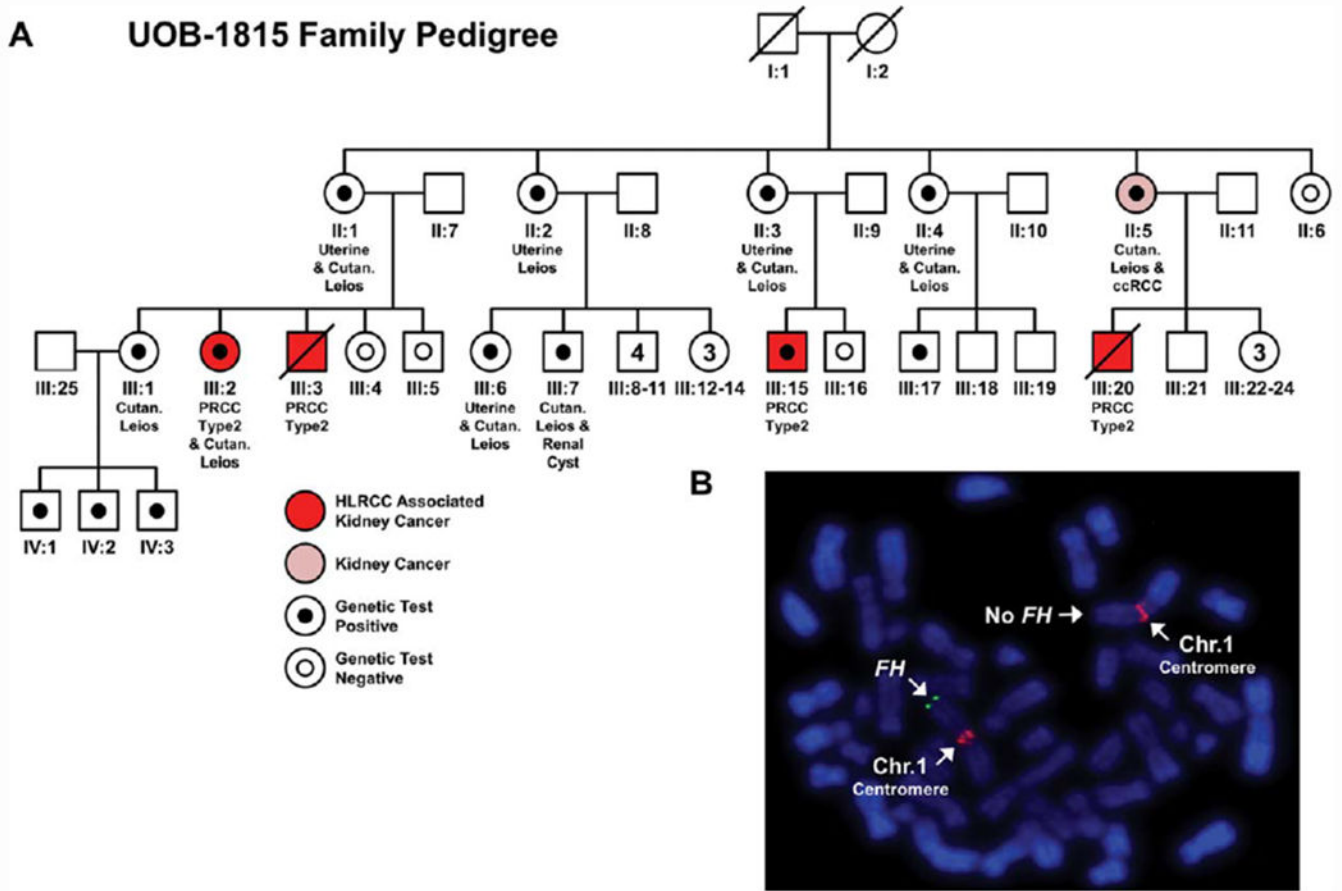 A
UOB-1815 Family Pedigree
I:1
I:2
II:1
Uterine
& Cutan.
Leios
II:7
II:2
Uterine
Leios
II:8
II:3
Uterine
& Cutan.
Leios
II:9
II:4
Uterine
& Cutan.
Leios
II:10
II:5
Cutan.
Leios &
ccRCC
II:11
II:6
III:25
III:1
Cutan.
Leios
III:2
PRCC
Type2
& Cutan.
Leios
III:3
PRCC
Type2
III:4
III:5
III:6
Uterine
& Cutan.
Leios
III:7
Cutan.
Leios &
Renal
Cyst
4
III:8-11
3
III:12-14
III:15
PRCC
Type2
III:16
III:17
III:18
III:19
III:20
PRCC
Type2
III:21
3
III:22-24
IV:1
IV:2
IV:3
HLRCC Associated
Kidney Cancer
Kidney Cancer
Genetic Test
Positive
Genetic Test
Negative
B
No FH
Chr.1
Centromere
FH
Chr.1
Centromere